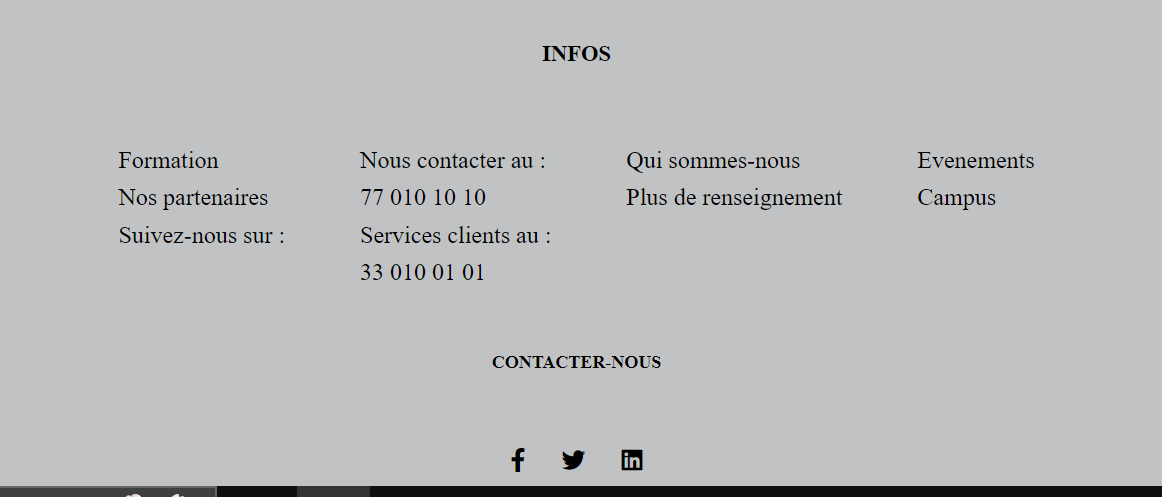 INFOS
Formation
Nos partenaires
Suivez-nous sur :
Nous contacter au :
77 010 10 10
Services clients au :
33 010 01 01
Qui sommes-nous
Plus de renseignement
Evenements
Campus
CONTACTER-NOUS